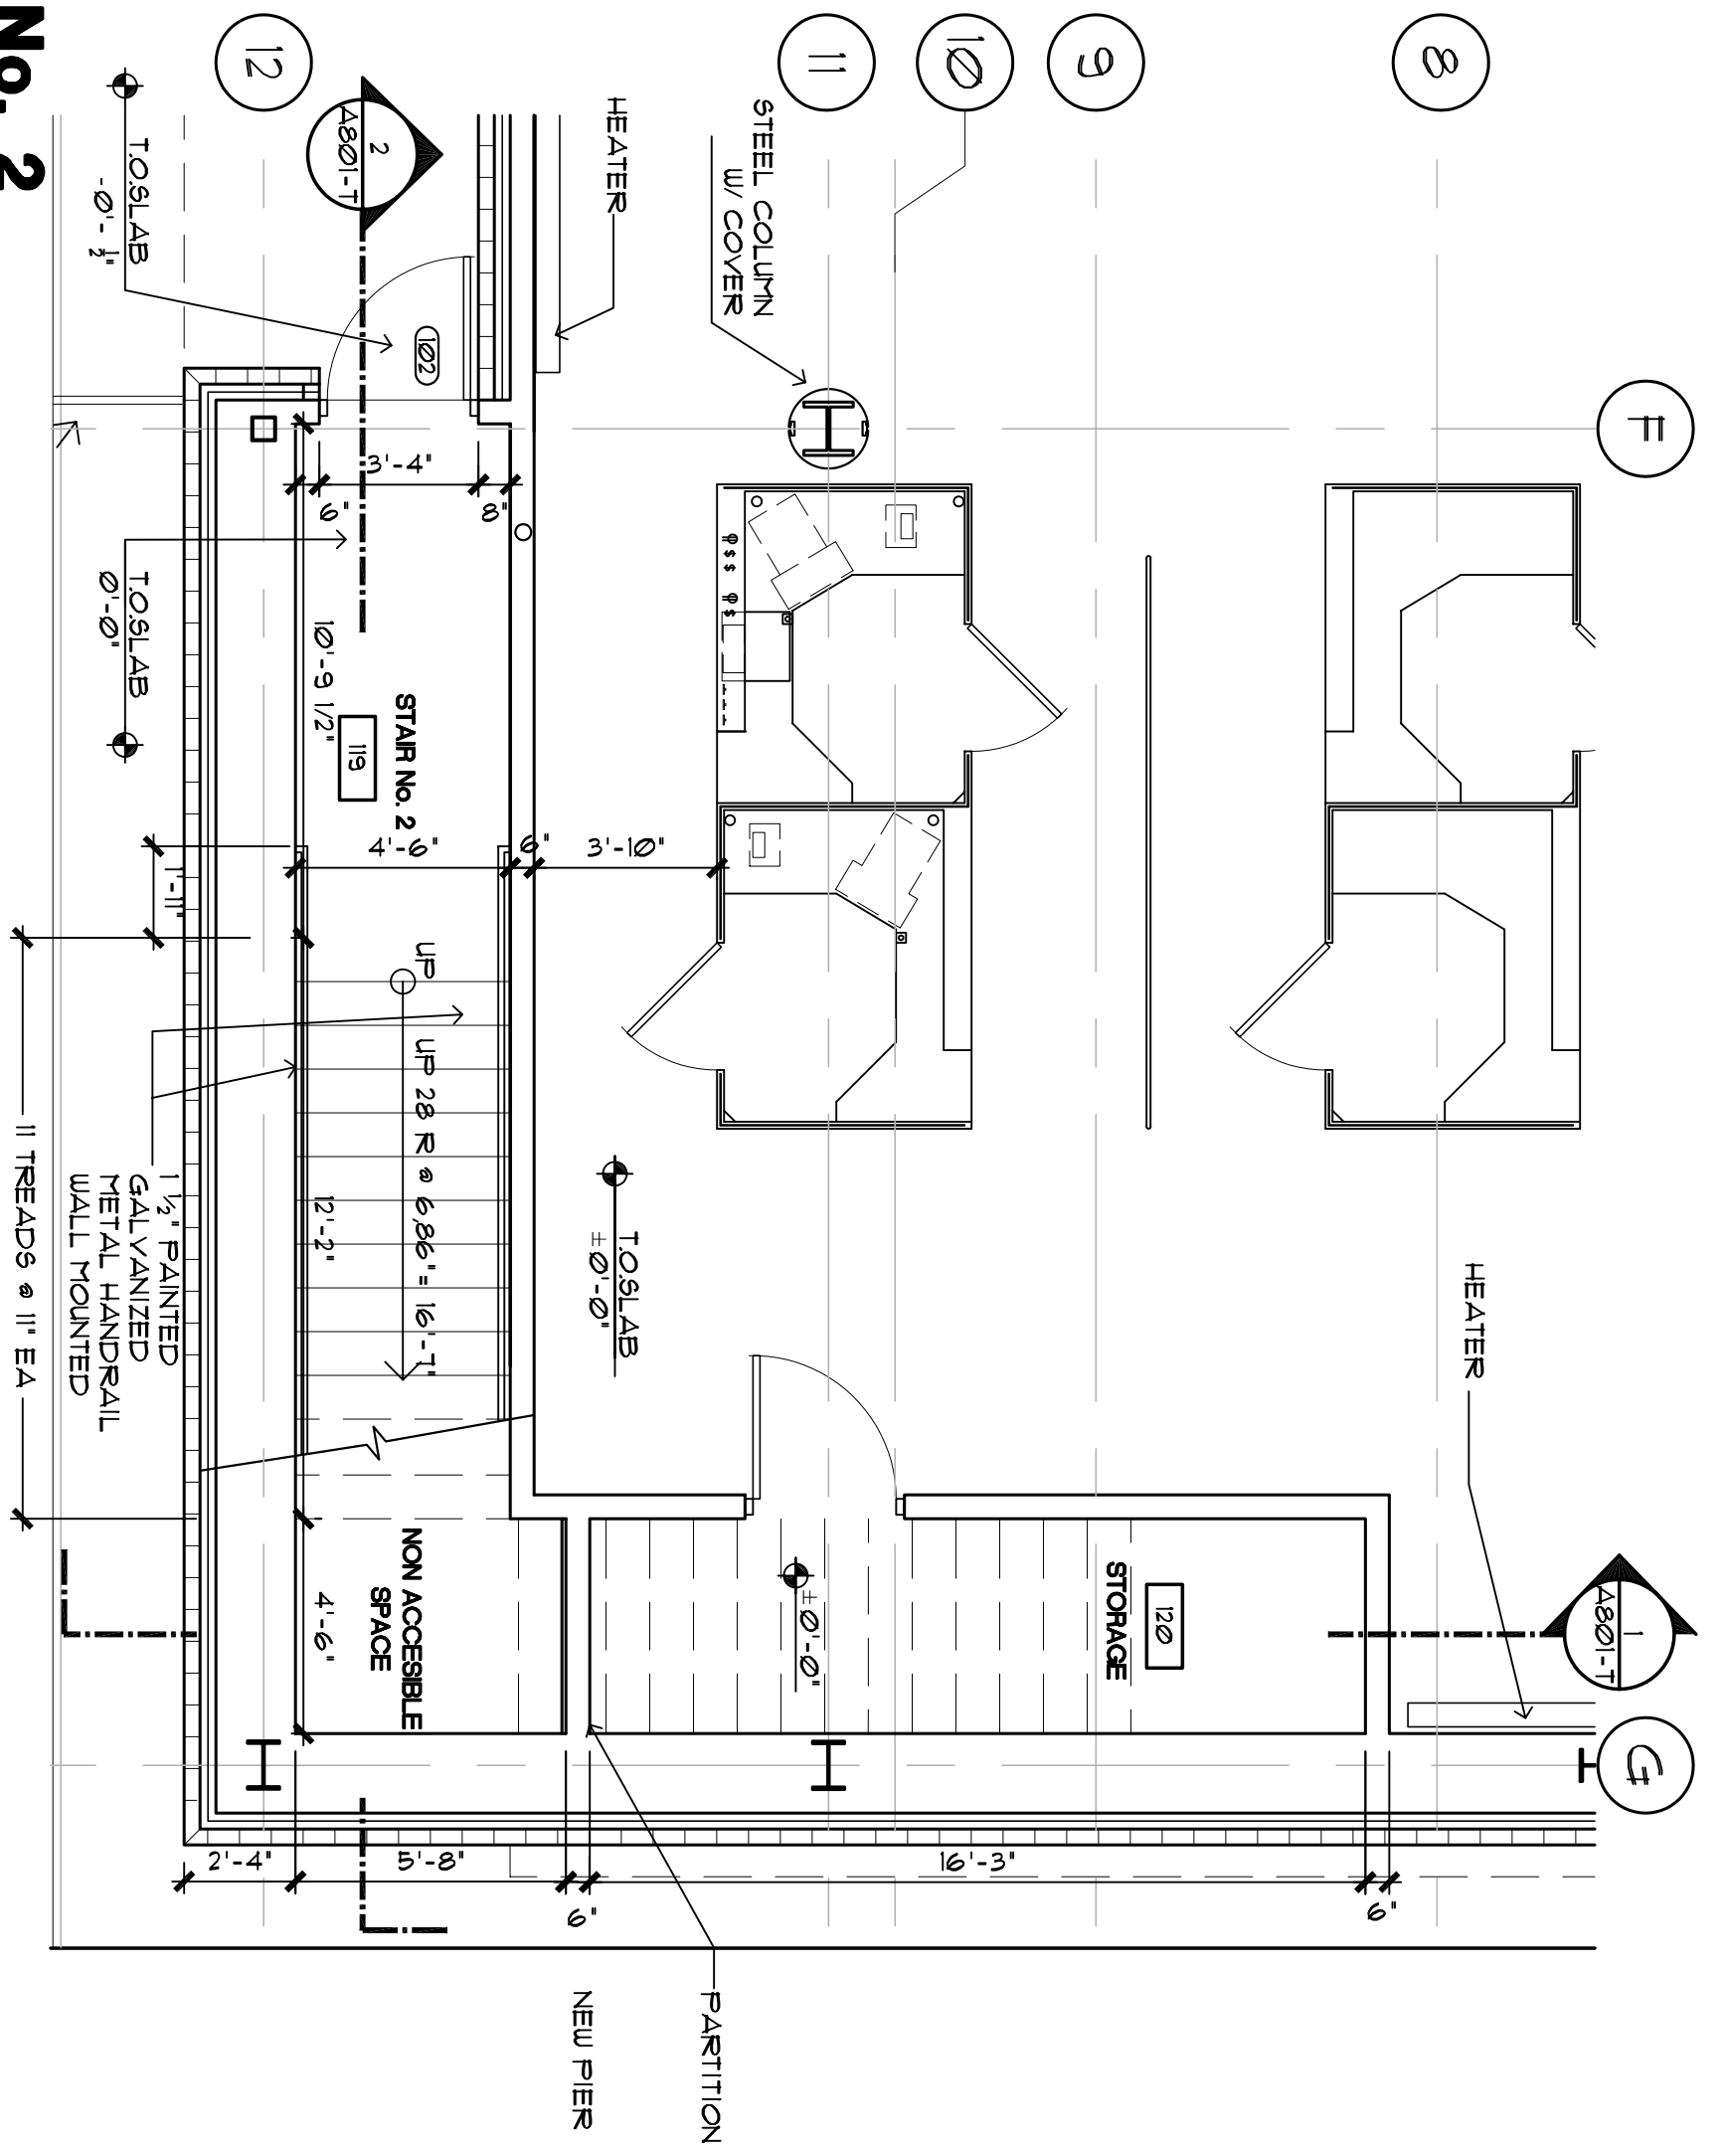 F
G
1
A801-T
HEATER
8
120
STORAGE
9
10
11
STEEL COLUMN
W/ COVER
±0'-0"
16'-3"
6"
6"
PARTITION
HEATER
T.O.SLAB
±0'-0"
NEW PIER
3'-10"
6"
4'-6"
8"
3'-4"
6"
102
2
A801-T
STAIR No. 2
119
10'-9 1/2"
UP
UP 28 R @ 6,86" = 16'-1"
12'-2"
NON ACCESIBLE
SPACE
4'-6"
5'-8"
2'-4"
12
T.O.SLAB
-0'- 1/2"
T.O.SLAB
0'-0"
1'-11"
1 1/2" PAINTED
GALVANIZED
METAL HANDRAIL
WALL MOUNTED
11 TREADS @ 11" EA
No. 2